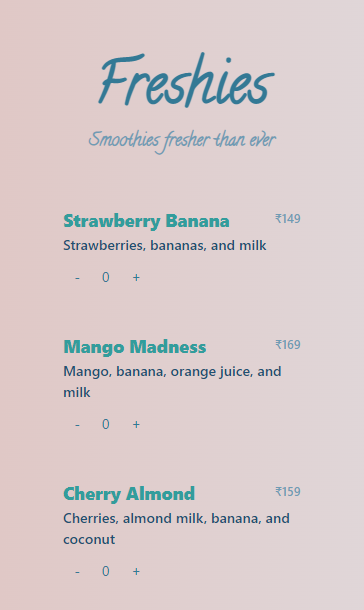 Freshies
Smoothies fresher than ever
Strawberry Banana ₹149
Strawberries, bananas, and milk
- 0 +
Mango Madness ₹169
Mango, banana, orange juice, and
milk
- 0 +
Cherry Almond ₹159
Cherries, almond milk, banana, and
coconut
- 0 +